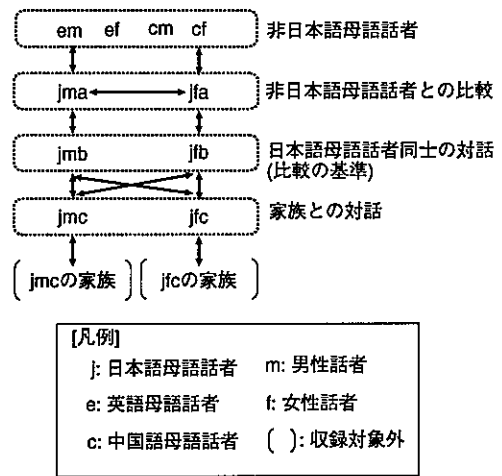 em ef cm cf 非日本語母語話者
jma jfa 非日本語母語話者との比較
jmb jfb 日本語母語話者同士の対話
(比較の基準)
jmc jfc 家族との対話
(jmcの家族) (jfcの家族)
[凡例]
j: 日本語母語話者 m: 男性話者
e: 英語母語話者 f: 女性話者
c: 中国語母語話者 ( ): 収録対象外